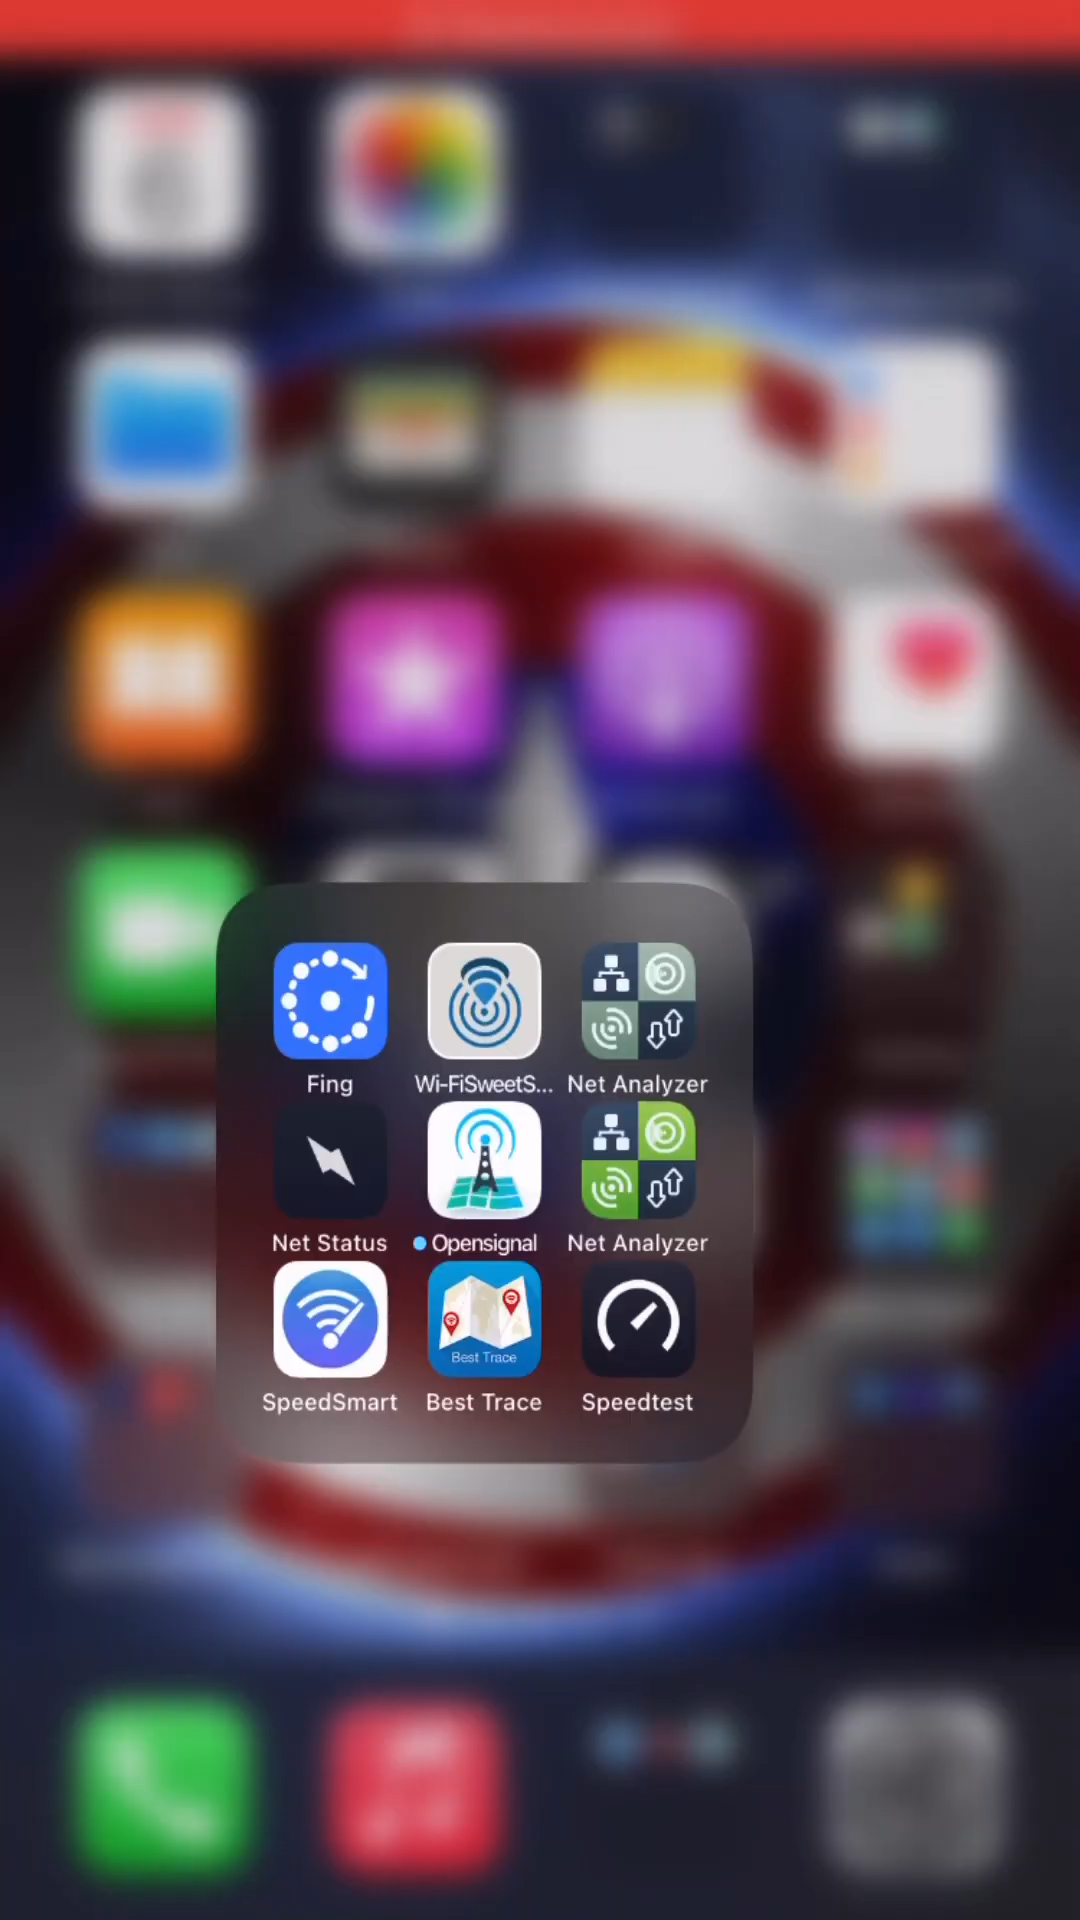 Fing
Wi-FiSweetS...
Net Analyzer
Net Status
Opensignal
Net Analyzer
Best Trace
SpeedSmart
Best Trace
Speedtest